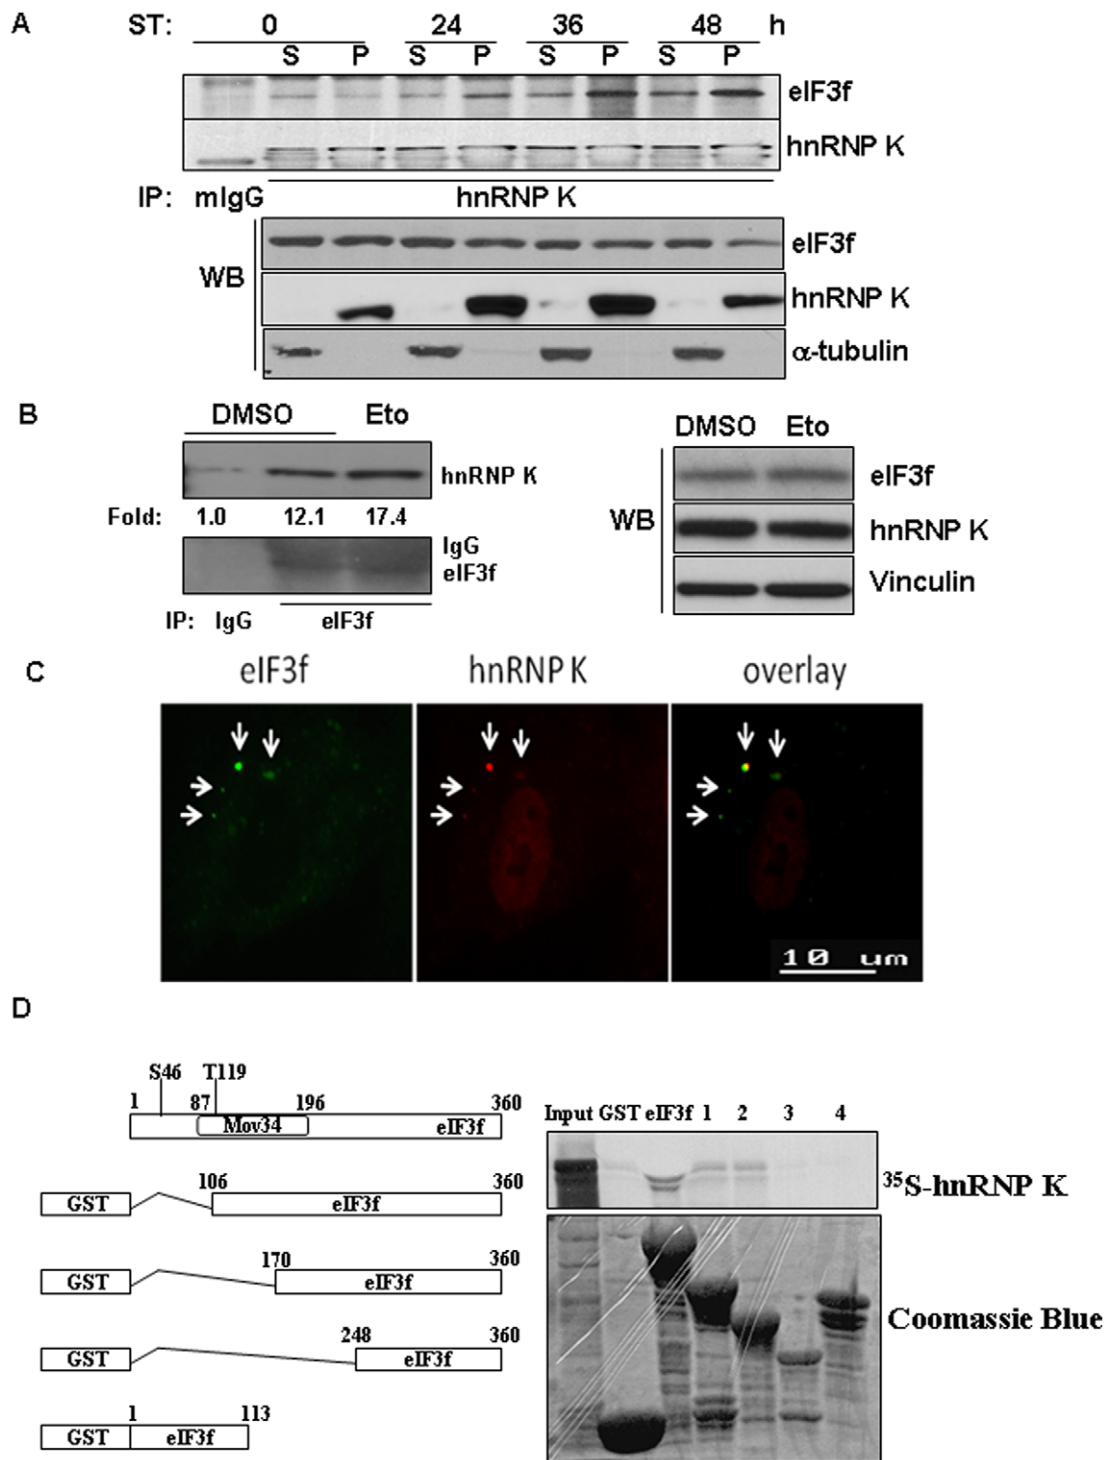 A
ST: 0 24 36 48 h
S P S P S P S P
eIF3f
hnRNP K
IP: mIgG hnRNP K
WB
eIF3f
hnRNP K
α-tubulin
B
DMSO Eto
hnRNP K
Fold: 1.0 12.1 17.4
IgG
eIF3f
IP: IgG eIF3f
DMSO Eto
WB
eIF3f
hnRNP K
Vinculin
C
eIF3f hnRNP K overlay
10 um
D
S46 T119
1 87 196 360
Mov34 eIF3f
106 360
GST eIF3f
170 360
GST eIF3f
248 360
GST eIF3f
1 113
GST eIF3f
Input GST eIF3f 1 2 3 4
35S-hnRNP K
Coomassie Blue